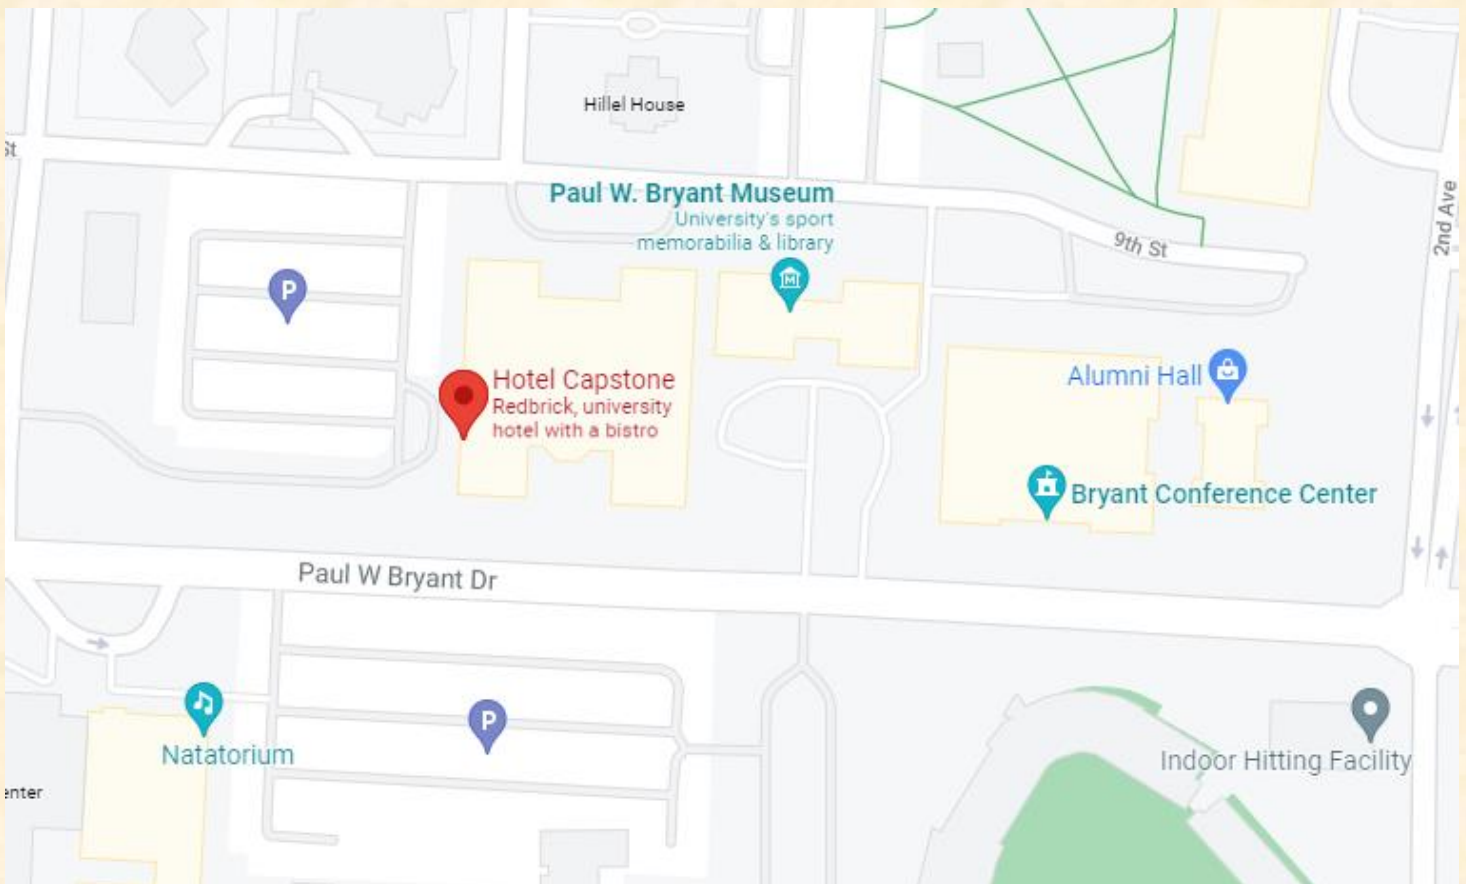 Hillel House
St
Paul W. Bryant Museum
University's sport
memorabilia & library
2nd Ave
9th St
P
Hotel Capstone
Redbrick, university
hotel with a bistro
Alumni Hall
Bryant Conference Center
Paul W Bryant Dr
P
Natatorium
Indoor Hitting Facility
enter